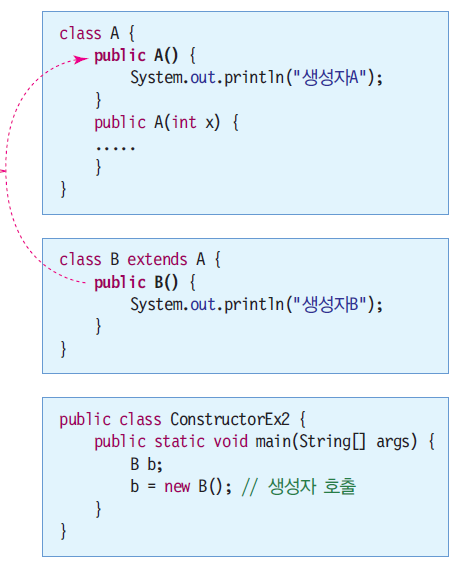 class A {
public A() {
System.out.println("생성자A");
}
public A(int x) {
.....
}
}
class B extends A {
public B() {
System.out.println("생성자B");
}
}
public class ConstructorEx2 {
public static void main(String[] args) {
B b;
b = new B(); // 생성자 호출
}
}